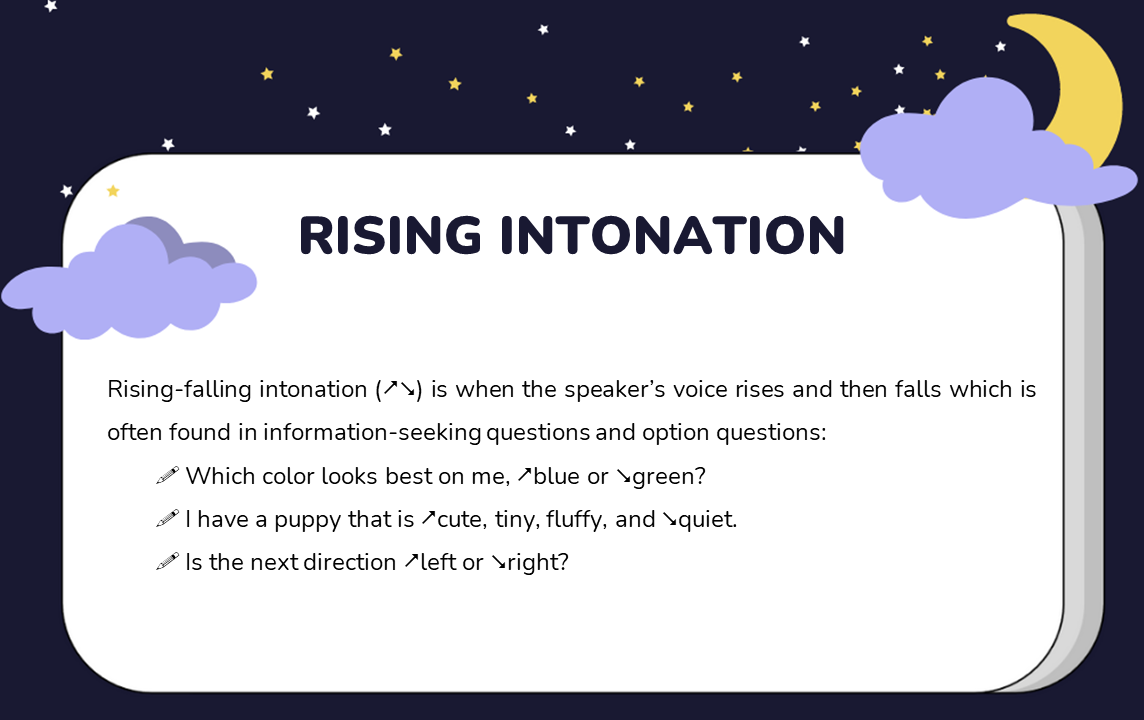 RISING INTONATION
Rising-falling intonation (↗↘) is when the speaker’s voice rises and then falls which is
often found in information-seeking questions and option questions:
✐ Which color looks best on me, ↗blue or ↘green?
✐ I have a puppy that is ↗cute, tiny, fluffy, and ↘quiet.
✐ Is the next direction ↗left or ↘right?